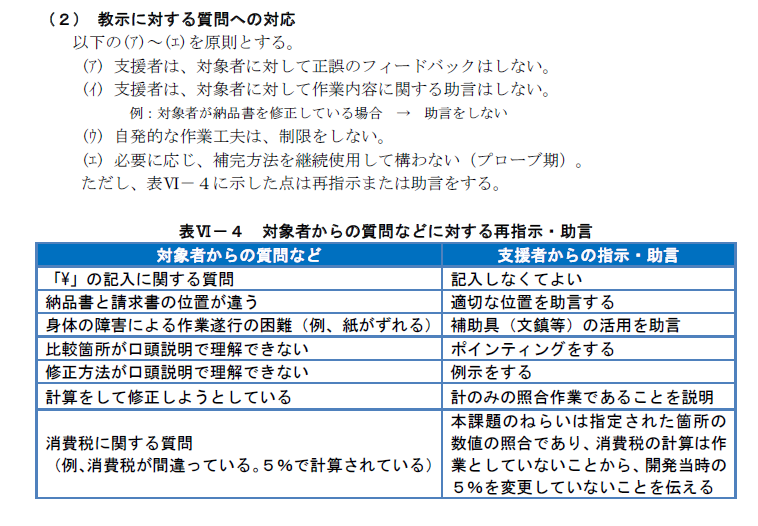 （２） 教示に対する質問への対応
以下の㋐～㋓を原則とする。
(ｱ) 支援者は、対象者に対して正誤のフィードバックはしない。
(ｲ) 支援者は、対象者に対して作業内容に関する助言はしない。
例：対象者が納品書を修正している場合 → 助言をしない
(ｳ) 自発的な作業工夫は、制限をしない。
(ｴ) 必要に応じ、補完方法を継続使用して構わない（プローブ期）。
ただし、表Ⅵ－４に示した点は再指示または助言をする。
表Ⅵ－４ 対象者からの質問などに対する再指示・助言
対象者からの質問など 支援者からの指示・助言
「¥」の記入に関する質問 記入しなくてよい
納品書と請求書の位置が違う 適切な位置を助言する
身体の障害による作業遂行の困難（例、紙がずれる） 補助具（文鎮等）の活用を助言
比較箇所が口頭説明で理解できない ポインティングをする
修正方法が口頭説明で理解できない 例示をする
計算をして修正しようとしている 計のみの照合作業であることを説明
消費税に関する質問
（例、消費税が間違っている。５％で計算されている）
本課題のねらいは指定された箇所の
数値の照合であり、消費税の計算は作
業としていないことから、開発当時の
５％を変更していないことを伝える